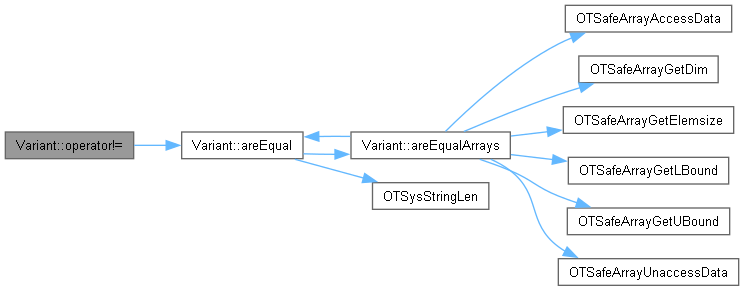 Variant::operator!=
Variant::areEqual
Variant::areEqualArrays
OTSysStringLen
OTSafeArrayAccessData
OTSafeArrayGetDim
OTSafeArrayGetElemsize
OTSafeArrayGetLBound
OTSafeArrayGetUBound
OTSafeArrayUnaccessData